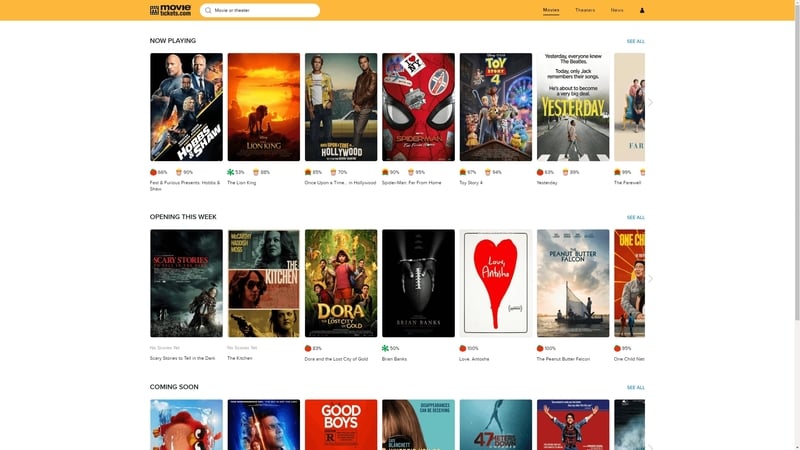 movie
tickets.com
Movie or theater
Movies
Theaters
News
NOW PLAYING
SEE ALL
HOBBS
& SHAW
THE
LION KING
ONCE UPON A TIME... IN
HOLLYWOOD
I
NY
SPIDER-MAN
FAR FROM HOME
TOY
STORY
4
Yesterday, everyone knew
The Beatles.
Today, only Jack
remembers their songs.
He's about to become
a very big deal.
YESTERDAY
FAR
66%
90%
53%
88%
85%
70%
90%
95%
97%
94%
63%
89%
99%
Fast & Furious Presents: Hobbs &
Shaw
The Lion King
Once Upon a Time... in Hollywood
Spider-Man: Far From Home
Toy Story 4
Yesterday
The Farewell
OPENING THIS WEEK
SEE ALL
SCARY STORIES
TO TELL IN THE DARK
MCCARTHY
HADDISH
MOSS
THE
KITCHEN
DORA
AND THE
LOST CITY
OF GOLD
BRIAN BANKS
Love,
Antosha
THE
PEANUT BUTTER
FALCON
ONE CHI
No Scores Yet
No Scores Yet
83%
50%
100%
100%
95%
Scary Stories to Tell in the Dark
The Kitchen
Dora and the Lost City of Gold
Brian Banks
Love, Antosha
The Peanut Butter Falcon
One Child Nat
COMING SOON
SEE ALL
GOOD
BOYS
R
DISAPPEARANCES
CAN BE DECEIVING
CATE
BLANCHETT
47 METERS